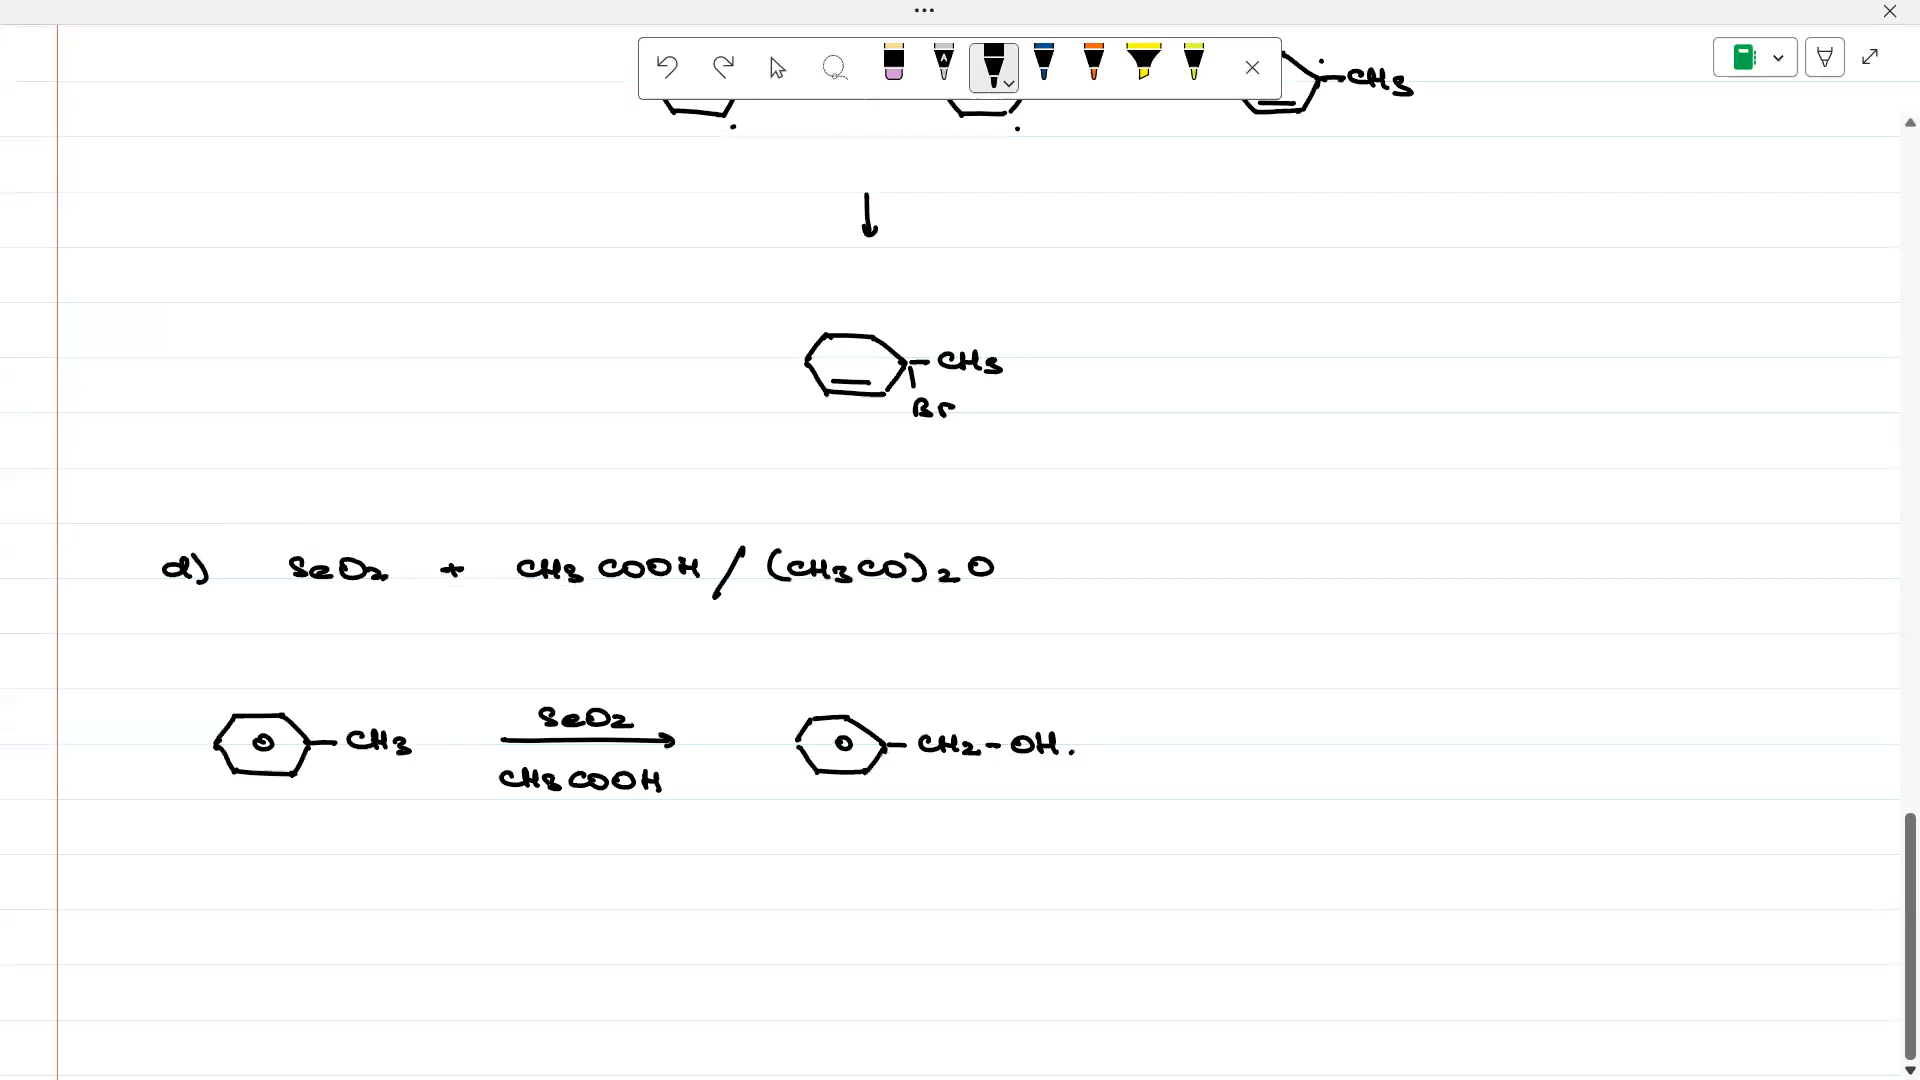 CH3
CH3
Br
d) SeO2 + CH3COOH / (CH3CO)2O
CH3 SeO2 CH2-OH.
CH3COOH